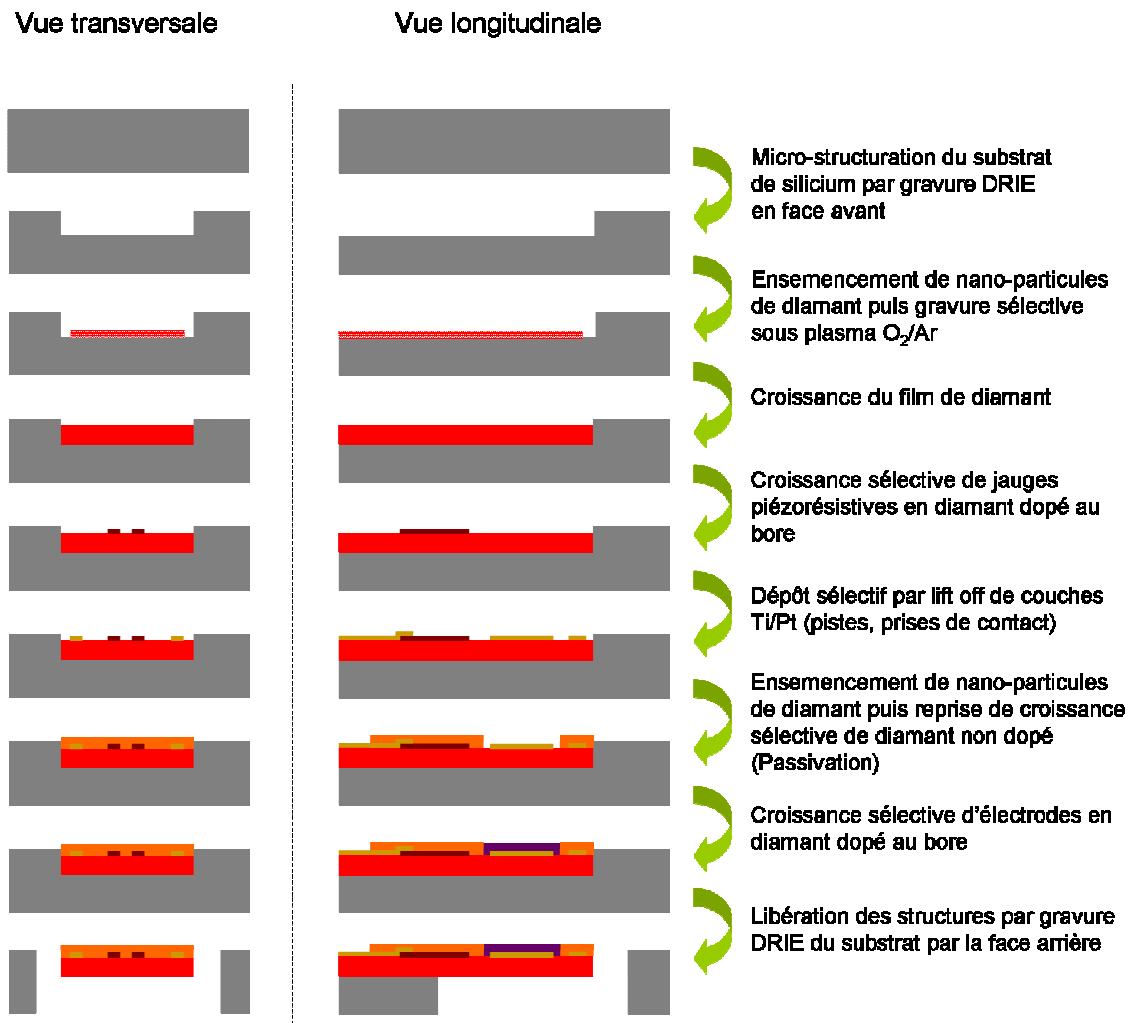 Vue transversale
Vue longitudinale
Micro-structuration du substrat
de silicium par gravure DRIE
en face avant
Ensemencement de nano-particules
de diamant puis gravure sélective
sous plasma O₂/Ar
Croissance du film de diamant
Croissance sélective de jauges
piézorésistives en diamant dopé au
bore
Dépôt sélectif par lift off de couches
Ti/Pt (pistes, prises de contact)
Ensemencement de nano-particules
de diamant puis reprise de croissance
sélective de diamant non dopé
(Passivation)
Croissance sélective d'électrodes en
diamant dopé au bore
Libération des structures par gravure
DRIE du substrat par la face arrière